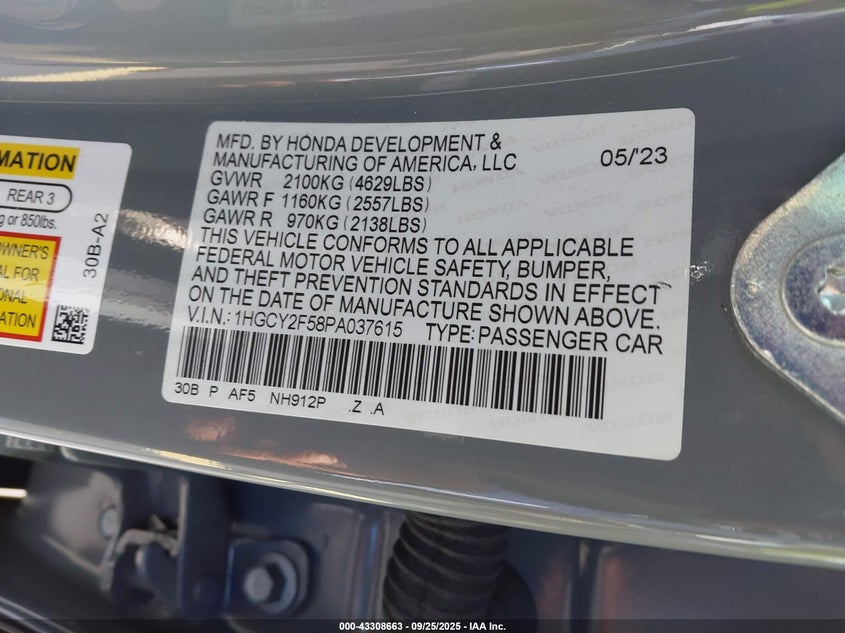 MATION
REAR 3
g or 850lbs.
OWNER'S
AL FOR
ONAL
ATION
30B-A2
MFD. BY HONDA DEVELOPMENT &
MANUFACTURING OF AMERICA, LLC 05/'23
GVWR 2100KG (4629LBS)
GAWR F 1160KG (2557LBS)
GAWR R 970KG (2138LBS)
THIS VEHICLE CONFORMS TO ALL APPLICABLE
FEDERAL MOTOR VEHICLE SAFETY, BUMPER,
AND THEFT PREVENTION STANDARDS IN EFFECT
ON THE DATE OF MANUFACTURE SHOWN ABOVE.
V.I.N.: 1HGCY2F58PA037615 TYPE: PASSENGER CAR
30B P AF5 NH912P .Z .A
000-43308663 - 09/25/2025 - IAA Inc.